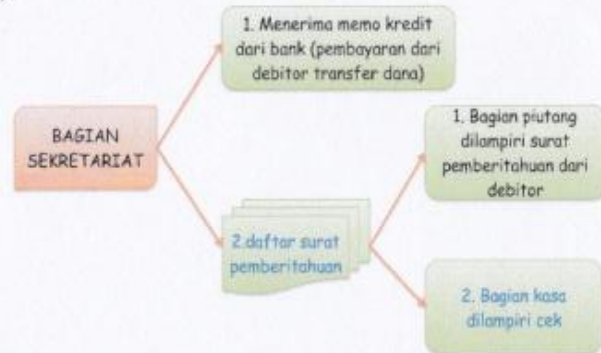 1. Menerima memo kredit
dari bank (pembayaran dari
debitor transfer dana)
BAGIAN
SEKRETARIAT
1. Bagian piutang
dilampiri surat
pemberitahuan dari
debitor
2.daftar surat
pemberitahuan
2. Bagian kasa
dilampiri cek